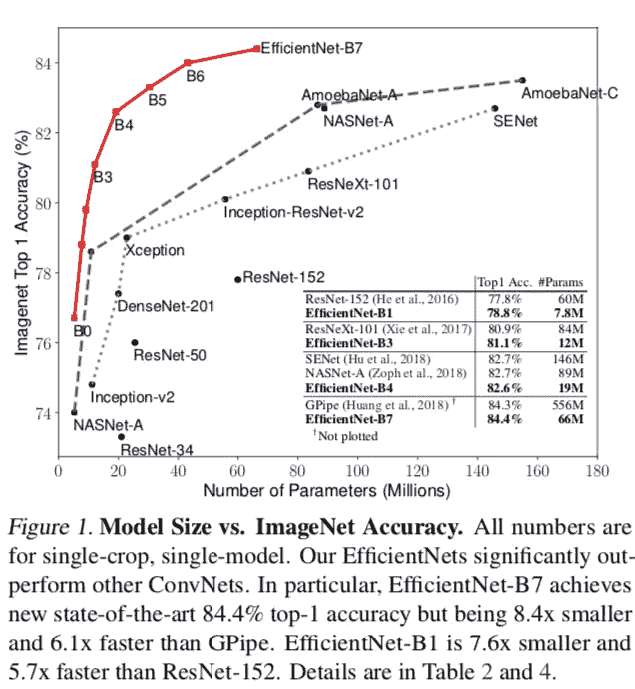 84
82
80
78
76
74
0
20
40
60
80
100
120
140
160
180
Imagenet Top 1 Accuracy (%)
Number of Parameters (Millions)
EfficientNet-B7
B6
B5
B4
B3
B0
AmoebaNet-A
AmoebaNet-C
NASNet-A
SENet
ResNeXt-101
Inception-ResNet-v2
Xception
ResNet-152
DenseNet-201
ResNet-50
Inception-v2
NASNet-A
ResNet-34
Top1 Acc. #Params
ResNet-152 (He et al., 2016) 77.8% 60M
EfficientNet-B1 78.8% 7.8M
ResNeXt-101 (Xie et al., 2017) 80.9% 84M
EfficientNet-B3 81.1% 12M
SENet (Hu et al., 2018) 82.7% 146M
NASNet-A (Zoph et al., 2018) 82.7% 89M
EfficientNet-B4 82.6% 19M
GPipe (Huang et al., 2018) † 84.3% 556M
EfficientNet-B7 84.4% 66M
†Not plotted
Figure 1. Model Size vs. ImageNet Accuracy. All numbers are
for single-crop, single-model. Our EfficientNets significantly out-
perform other ConvNets. In particular, EfficientNet-B7 achieves
new state-of-the-art 84.4% top-1 accuracy but being 8.4x smaller
and 6.1x faster than GPipe. EfficientNet-B1 is 7.6x smaller and
5.7x faster than ResNet-152. Details are in Table 2 and 4.